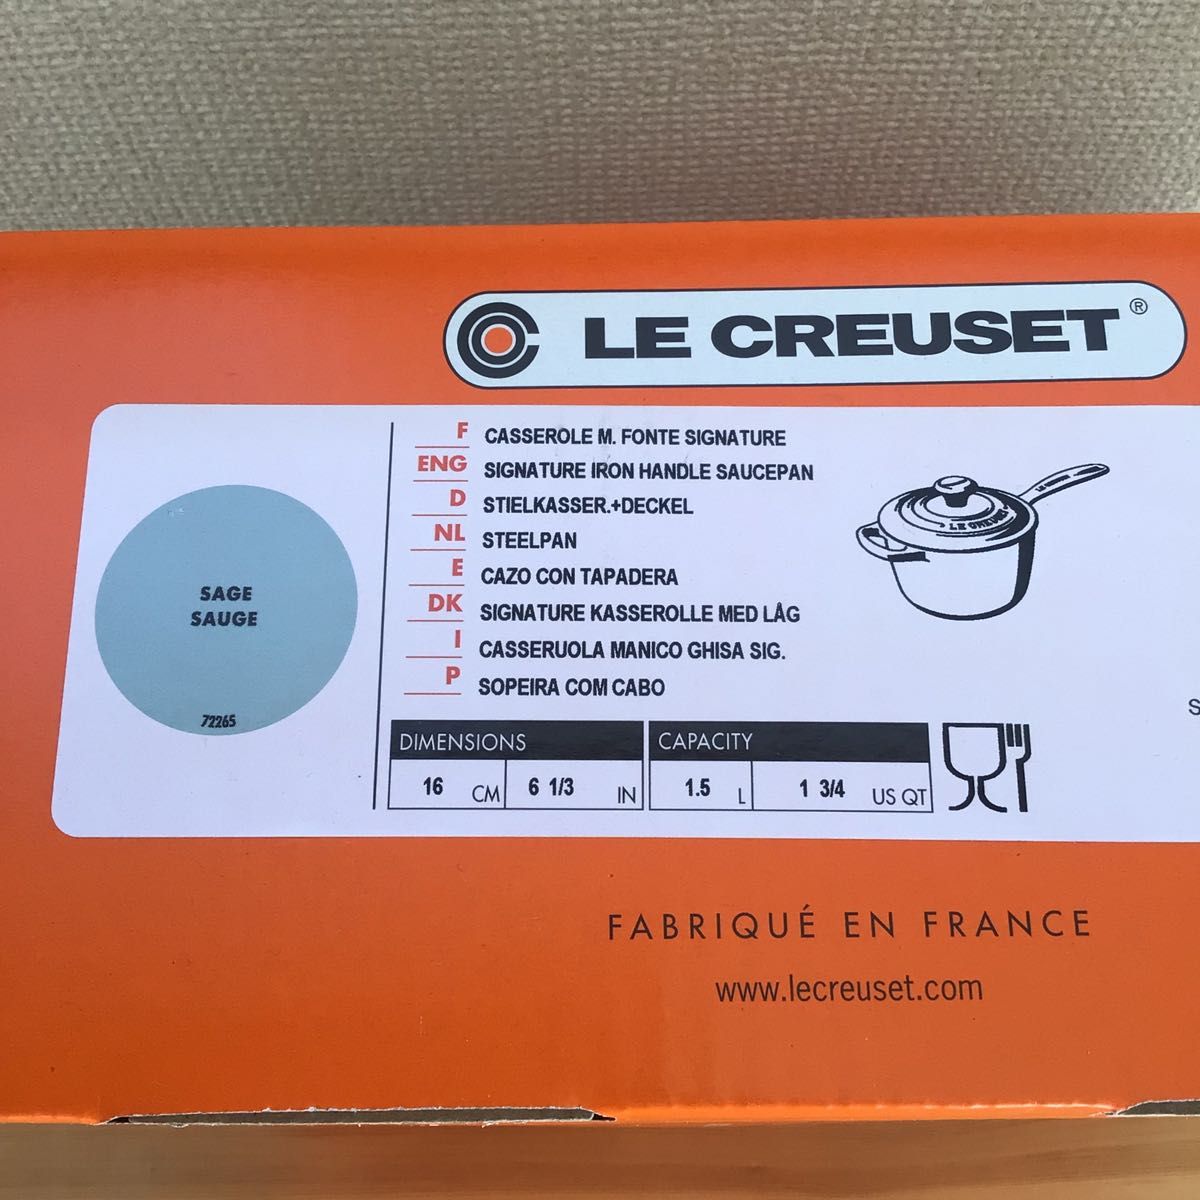 LE CREUSET®
F CASSEROLE M. FONTE SIGNATURE
ENG SIGNATURE IRON HANDLE SAUCEPAN
D STIELKASSER.+DECKEL
NL STEELPAN
E CAZO CON TAPADERA
DK SIGNATURE KASSEROLLE MED LÅG
I CASSERUOLA MANICO GHISA SIG.
P SOPEIRA COM CABO
SAGE
SAUGE
72265
LE CREUSET
DIMENSIONS CAPACITY
16 CM 6 1/3 IN 1.5 L 1 3/4 US QT
S
FABRIQUÉ EN FRANCE
www.lecreuset.com